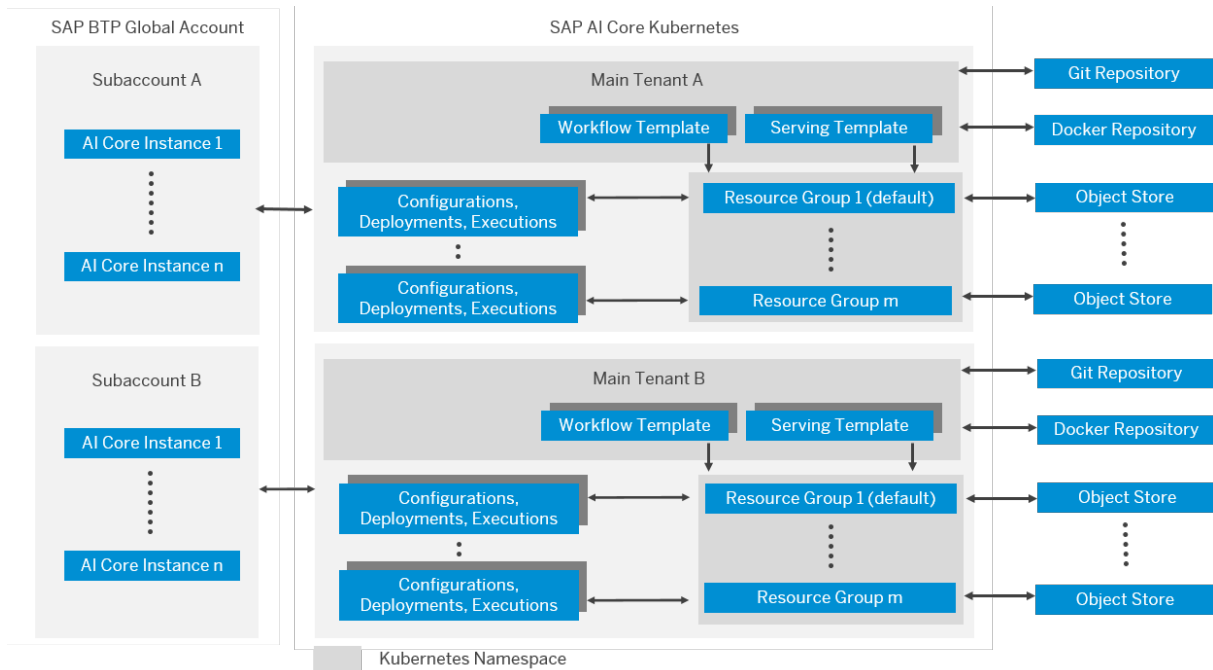 SAP BTP Global Account
SAP AI Core Kubernetes
Subaccount A
AI Core Instance 1
AI Core Instance n
Main Tenant A
Workflow Template
Serving Template
Configurations,
Deployments, Executions
Configurations,
Deployments, Executions
Resource Group 1 (default)
Resource Group m
Git Repository
Docker Repository
Object Store
Object Store
Subaccount B
AI Core Instance 1
AI Core Instance n
Main Tenant B
Workflow Template
Serving Template
Configurations,
Deployments, Executions
Configurations,
Deployments, Executions
Resource Group 1 (default)
Resource Group m
Git Repository
Docker Repository
Object Store
Object Store
Kubernetes Namespace